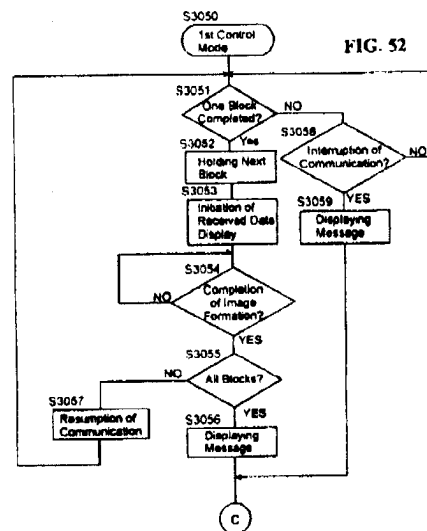 S3050
1st Control
Mode
FIG. 52
S3051
One Block
Completed?
NO
Yes
S3058
Interruption of
Communication?
NO
YES
S3052
Holding Next
Block
S3053
Initiation of
Received Data
Display
S3059
Displaying
Message
S3054
Completion
of Image
Formation?
NO
YES
S3055
All Blocks?
NO
YES
S3057
Resumption of
Communication
S3056
Displaying
Message
C